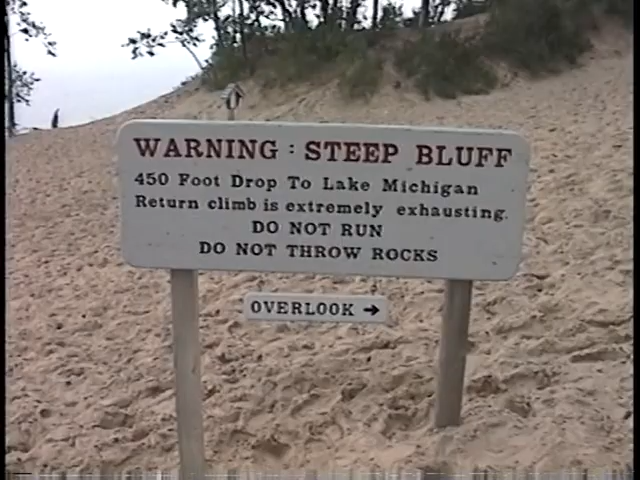 WARNING : STEEP BLUFF
450 Foot Drop To Lake Michigan
Return climb is extremely exhausting.
DO NOT RUN
DO NOT THROW ROCKS
OVERLOOK →